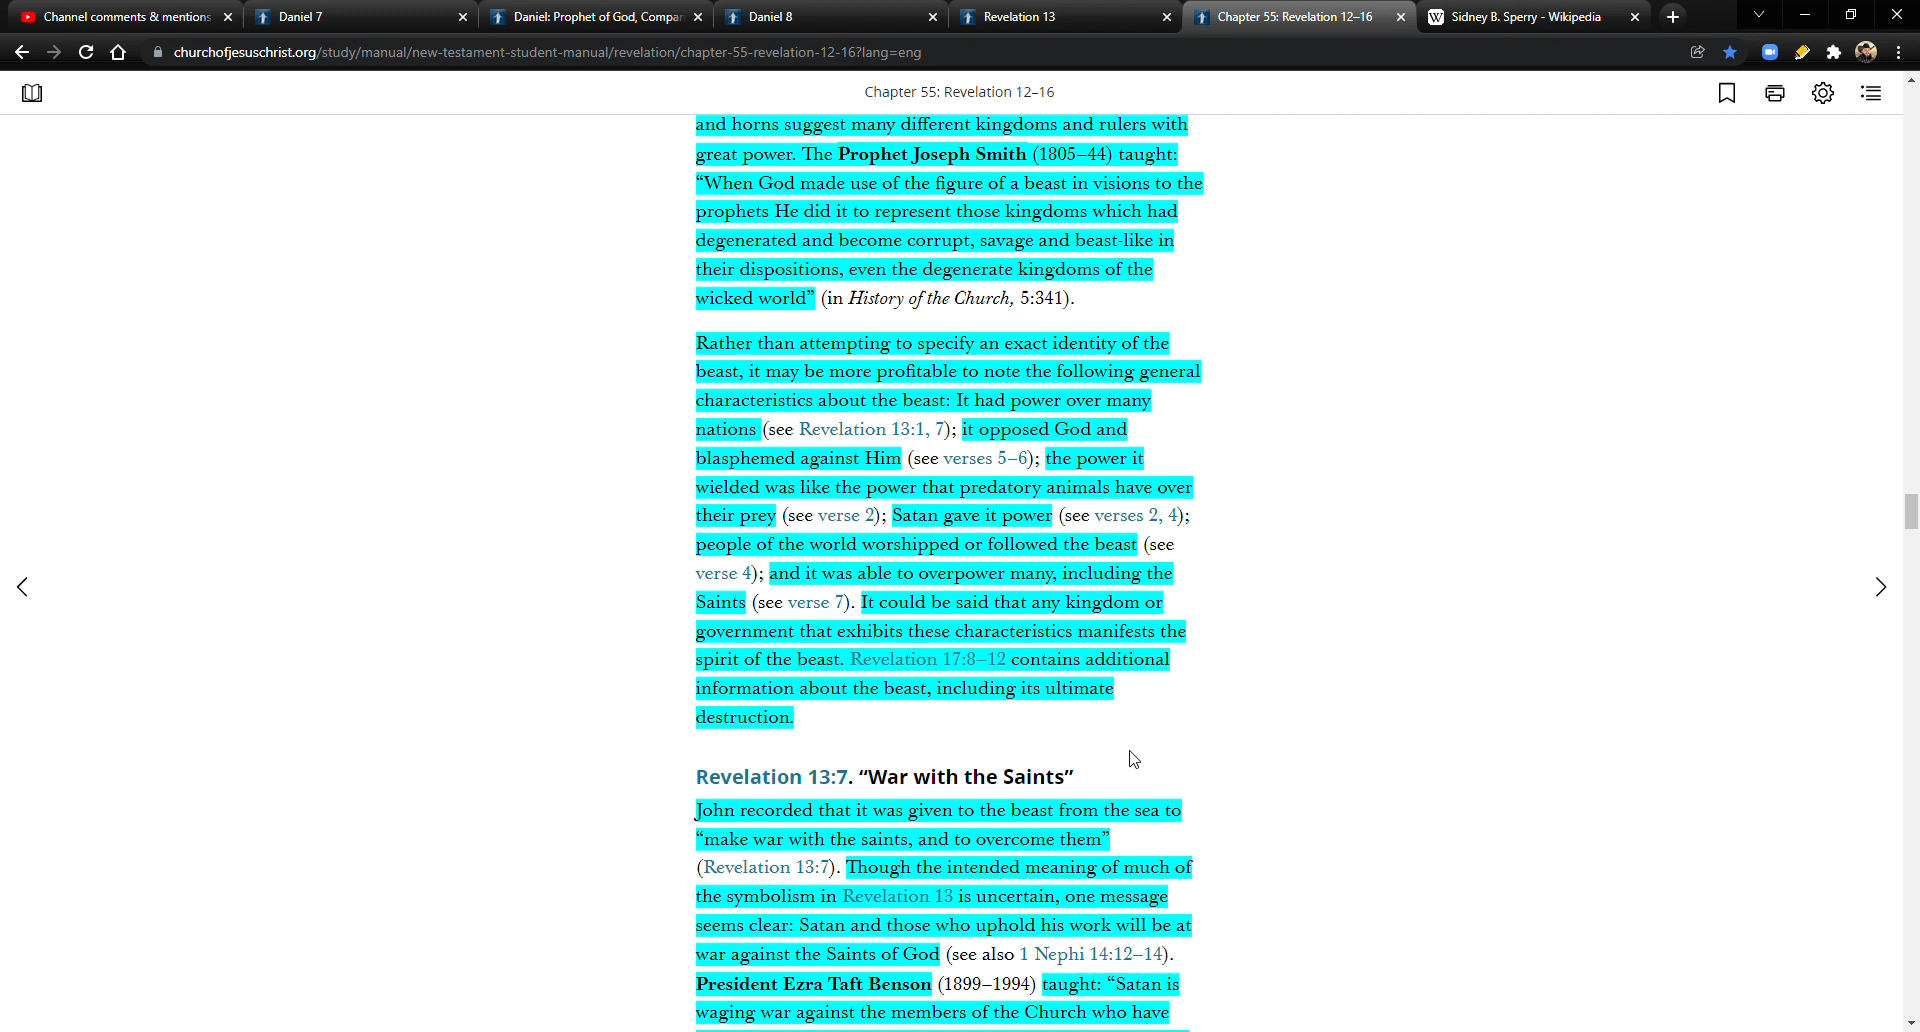 Channel comments & mentions
Daniel 7
Daniel: Prophet of God, Compan
Daniel 8
Revelation 13
Chapter 55: Revelation 12–16
Sidney B. Sperry - Wikipedia
churchofjesuschrist.org/study/manual/new-testament-student-manual/revelation/chapter-55-revelation-12-16?lang=eng
Chapter 55: Revelation 12–16
and horns suggest many different kingdoms and rulers with
great power. The Prophet Joseph Smith (1805–44) taught:
“When God made use of the figure of a beast in visions to the
prophets He did it to represent those kingdoms which had
degenerated and become corrupt, savage and beast-like in
their dispositions, even the degenerate kingdoms of the
wicked world” (in History of the Church, 5:341).
Rather than attempting to specify an exact identity of the
beast, it may be more profitable to note the following general
characteristics about the beast: It had power over many
nations (see Revelation 13:1, 7); it opposed God and
blasphemed against Him (see verses 5–6); the power it
wielded was like the power that predatory animals have over
their prey (see verse 2); Satan gave it power (see verses 2, 4);
people of the world worshipped or followed the beast (see
verse 4); and it was able to overpower many, including the
Saints (see verse 7). It could be said that any kingdom or
government that exhibits these characteristics manifests the
spirit of the beast. Revelation 17:8–12 contains additional
information about the beast, including its ultimate
destruction.
Revelation 13:7. “War with the Saints”
John recorded that it was given to the beast from the sea to
“make war with the saints, and to overcome them”
(Revelation 13:7). Though the intended meaning of much of
the symbolism in Revelation 13 is uncertain, one message
seems clear: Satan and those who uphold his work will be at
war against the Saints of God (see also 1 Nephi 14:12–14).
President Ezra Taft Benson (1899–1994) taught: “Satan is
waging war against the members of the Church who have